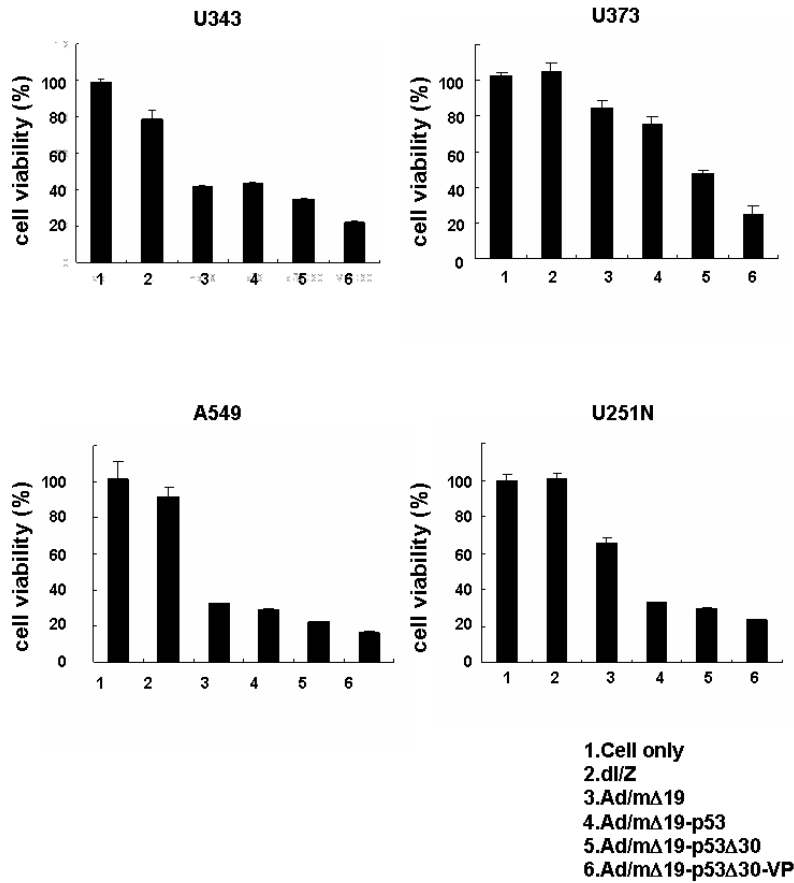 U343
cell viability (%)
100
80
60
40
20
1 2 3 4 5 6
U373
cell viability (%)
100
80
60
40
20
0
1 2 3 4 5 6
A549
cell viability (%)
100
80
60
40
20
0
1 2 3 4 5 6
U251N
cell viability (%)
100
80
60
40
20
0
1 2 3 4 5 6
1.Cell only
2.dl/Z
3.Ad/mΔ19
4.Ad/mΔ19-p53
5.Ad/mΔ19-p53Δ30
6.Ad/mΔ19-p53Δ30-VP